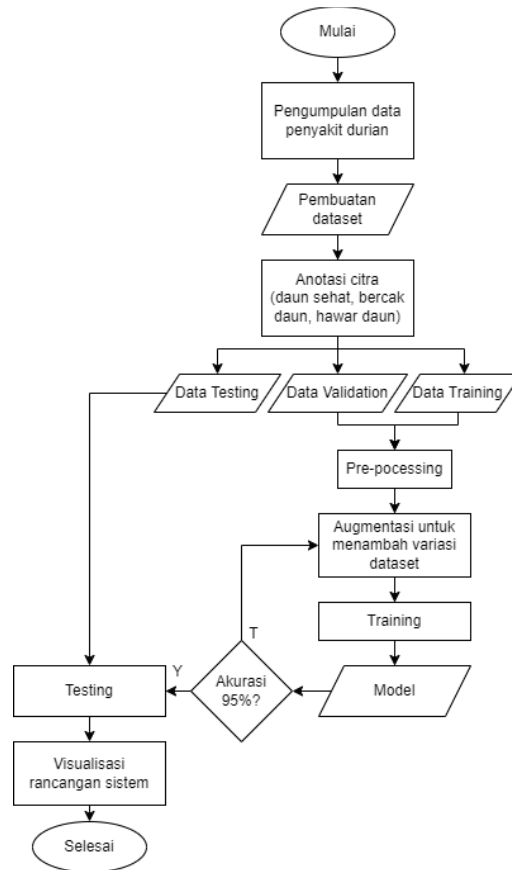 Mulai
Pengumpulan data
penyakit durian
Pembuatan
dataset
Anotasi citra
(daun sehat, bercak
daun, hawar daun)
Data Testing
Data Validation
Data Training
Pre-pocessing
Augmentasi untuk
menambah variasi
dataset
Training
Model
T
Akurasi
95%?
Y
Testing
Visualisasi
rancangan sistem
Selesai